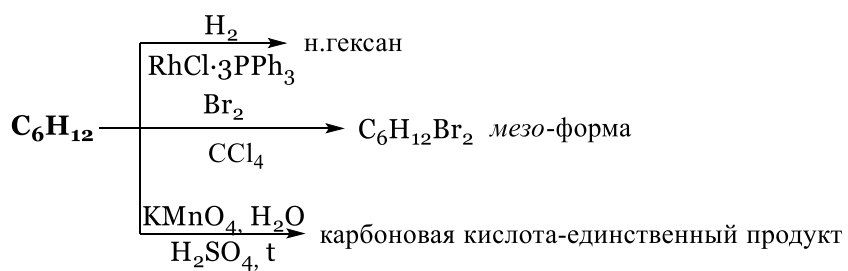 H₂
н.гексан
RhCl·3PPh₃
Br₂
C₆H₁₂
C₆H₁₂Br₂ мезо-форма
CCl₄
KMnO₄, H₂O
карбоновая кислота-единственный продукт
H₂SO₄, t